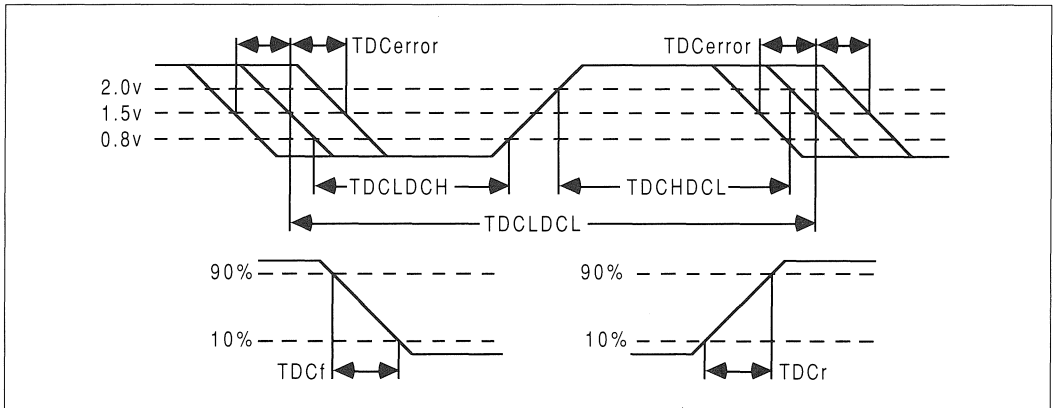 TDCerror
TDCerror
2.0v
1.5v
0.8v
TDCLDCH
TDCHDCL
TDCLDCL
90%
90%
10%
10%
TDCf
TDCr